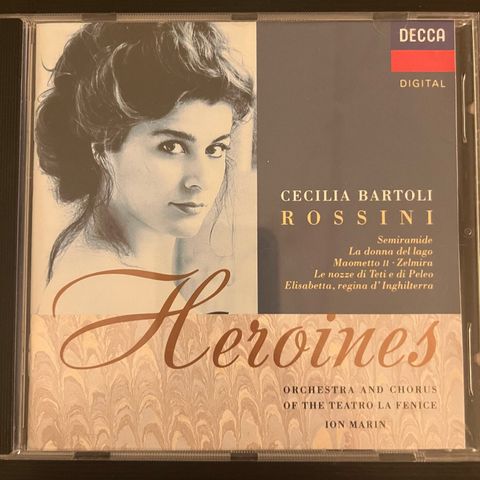 DECCA
DIGITAL
CECILIA BARTOLI
ROSSINI
Semiramide
La donna del lago
Maometto II · Zelmira
Le nozze di Teti e di Peleo
Elisabetta, regina d'Inghilterra
Heroines
ORCHESTRA AND CHORUS
OF THE TEATRO LA FENICE
ION MARIN